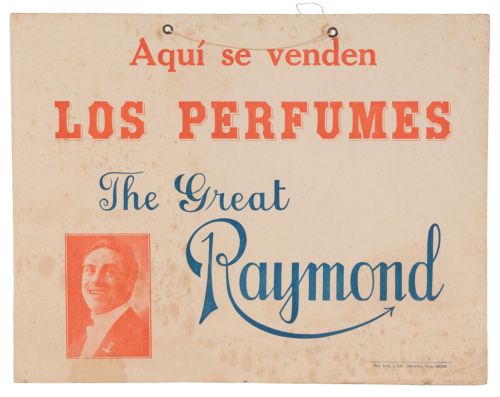 Aquí se venden
LOS PERFUMES
The Great
Raymond